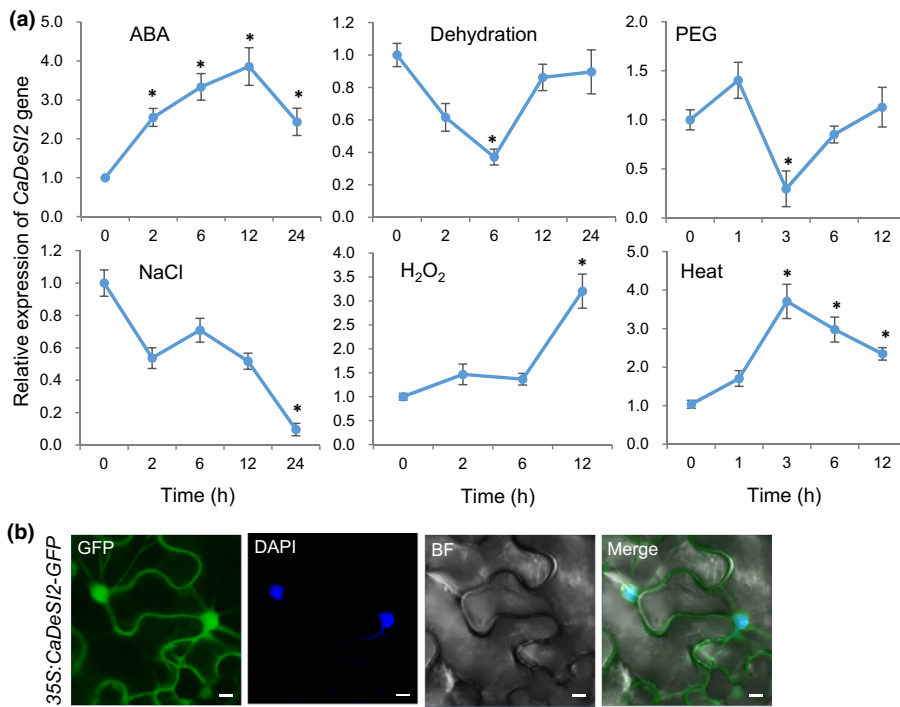 (a)
Relative expression of CaDeSI2 gene
ABA
5.0
4.0
3.0
2.0
1.0
0.0
* * * *
0 2 6 12 24
Dehydration
1.2
1.0
0.8
0.6
0.4
0.2
0.0
*
0 2 6 12 24
PEG
2.0
1.5
1.0
0.5
0.0
*
0 1 3 6 12
NaCl
1.2
1.0
0.8
0.6
0.4
0.2
0.0
*
0 2 6 12 24
Time (h)
H₂O₂
4.0
3.5
3.0
2.5
2.0
1.5
1.0
0.5
0.0
*
0 2 6 12
Time (h)
Heat
5.0
4.0
3.0
2.0
1.0
0.0
* * *
0 1 3 6 12
Time (h)
(b)
35S:CaDeSI2-GFP
GFP
DAPI
BF
Merge